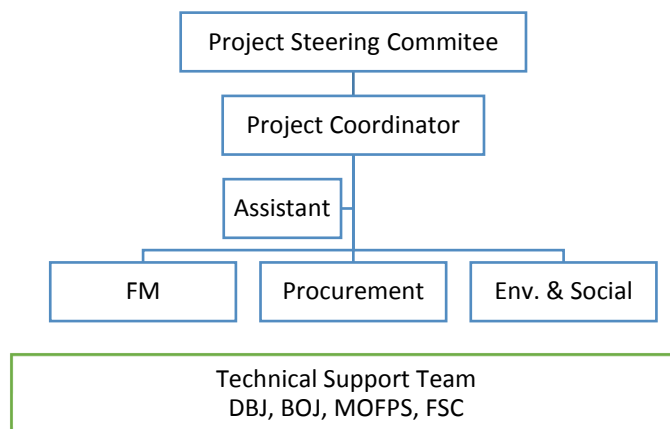 Project Steering Commitee
Project Coordinator
Assistant
FM
Procurement
Env. & Social
Technical Support Team
DBJ, BOJ, MOFPS, FSC